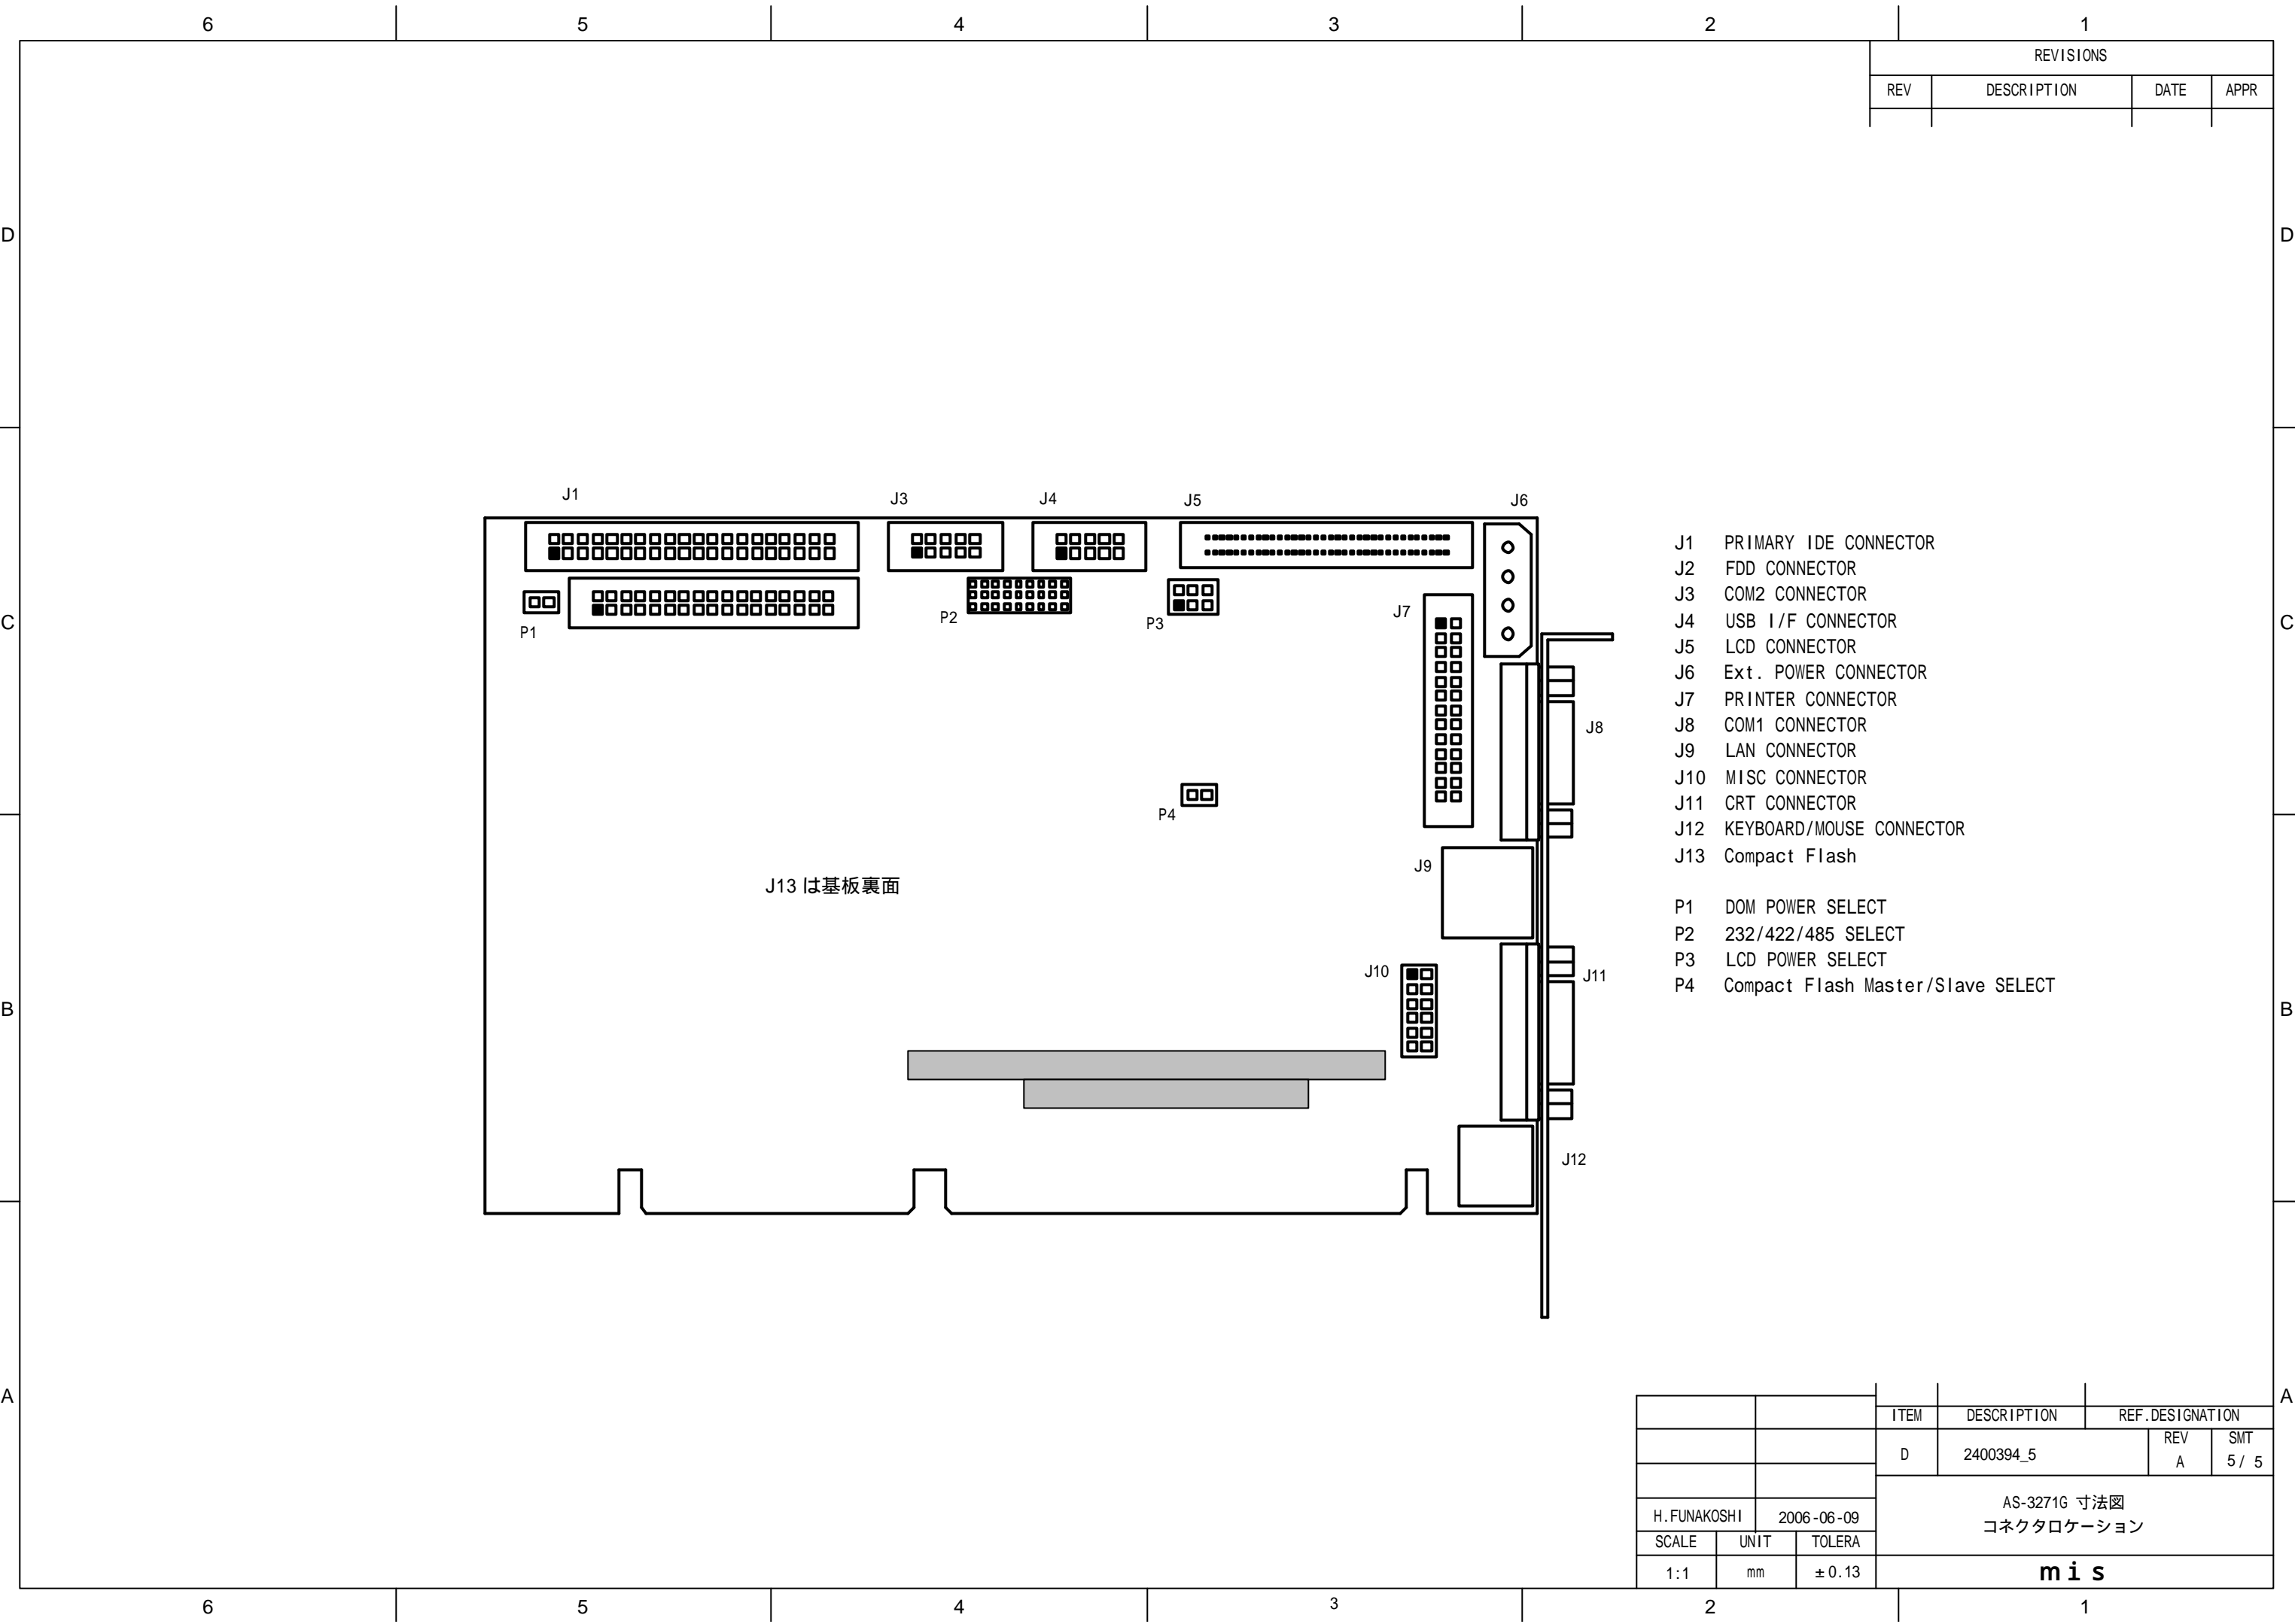 6 5 4 3 2 1
REVISIONS
REV DESCRIPTION DATE APPR
D D
J1 J3 J4 J5 J6
J1 PRIMARY IDE CONNECTOR
J2 FDD CONNECTOR
J3 COM2 CONNECTOR
J4 USB I/F CONNECTOR
J5 LCD CONNECTOR
J6 Ext. POWER CONNECTOR
J7 PRINTER CONNECTOR
J8 COM1 CONNECTOR
J9 LAN CONNECTOR
J10 MISC CONNECTOR
J11 CRT CONNECTOR
J12 KEYBOARD/MOUSE CONNECTOR
J13 Compact Flash
P1 DOM POWER SELECT
P2 232/422/485 SELECT
P3 LCD POWER SELECT
P4 Compact Flash Master/Slave SELECT
C C
P1 P2 P3 J7
J8
P4
J9
J13 は基板裏面
J10 J11
B B
J12
A A
ITEM DESCRIPTION REF.DESIGNATION
D 2400394_5 REV A SMT 5/ 5
H.FUNAKOSHI 2006-06-09
AS-3271G 寸法図
コネクタロケーション
SCALE UNIT TOLERA
1:1 mm ±0.13
mis
6 5 4 3 2 1